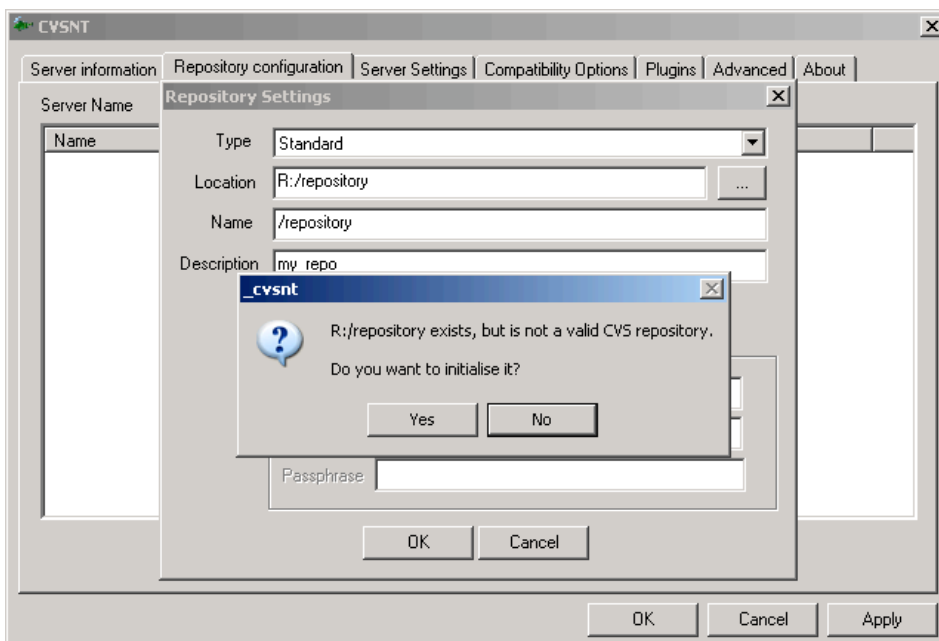 CVSNT
Server information Repository configuration Server Settings Compatibility Options Plugins Advanced About
Server Name
Repository Settings
Name
Type Standard
Location R:/repository ...
Name /repository
Description my repo
_cvsnt
R:/repository exists, but is not a valid CVS repository.
Do you want to initialise it?
Yes No
Passphrase
OK Cancel
OK Cancel Apply